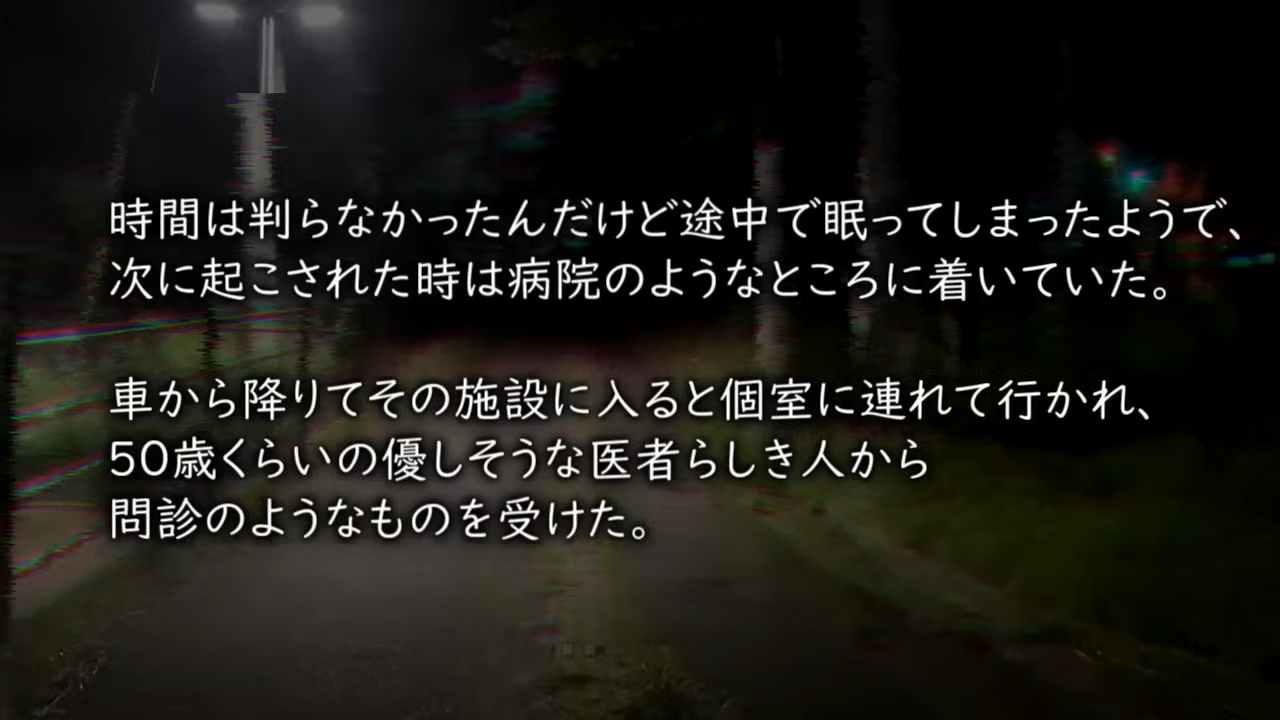 時間は判らなかったんだけど途中で眠ってしまったようで、
次に起こされた時は病院のようなところに着いていた。
車から降りてその施設に入ると個室に連れて行かれ、
50歳くらいの優しそうな医者らしき人から
問診のようなものを受けた。